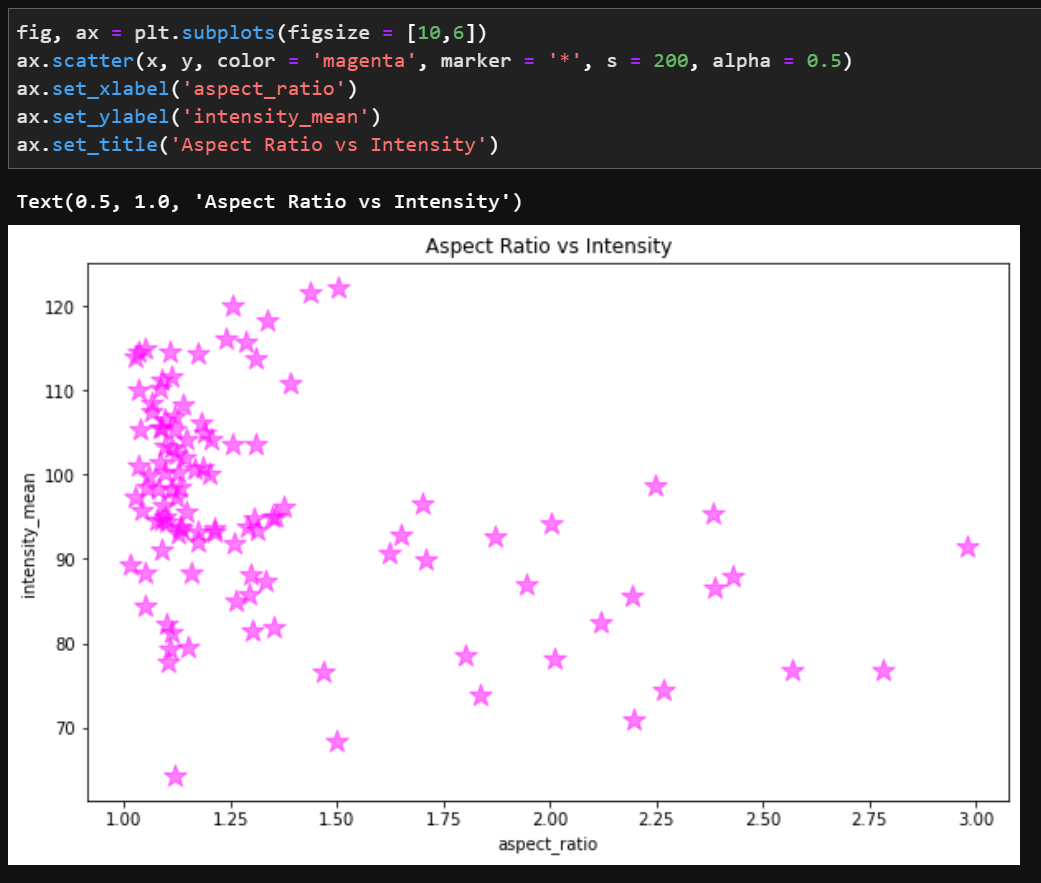 fig, ax = plt.subplots(figsize = [10,6])
ax.scatter(x, y, color = 'magenta', marker = '*', s = 200, alpha = 0.5)
ax.set_xlabel('aspect_ratio')
ax.set_ylabel('intensity_mean')
ax.set_title('Aspect Ratio vs Intensity')
Text(0.5, 1.0, 'Aspect Ratio vs Intensity')
Aspect Ratio vs Intensity
120
110
100
90
80
70
intensity_mean
1.00 1.25 1.50 1.75 2.00 2.25 2.50 2.75 3.00
aspect_ratio